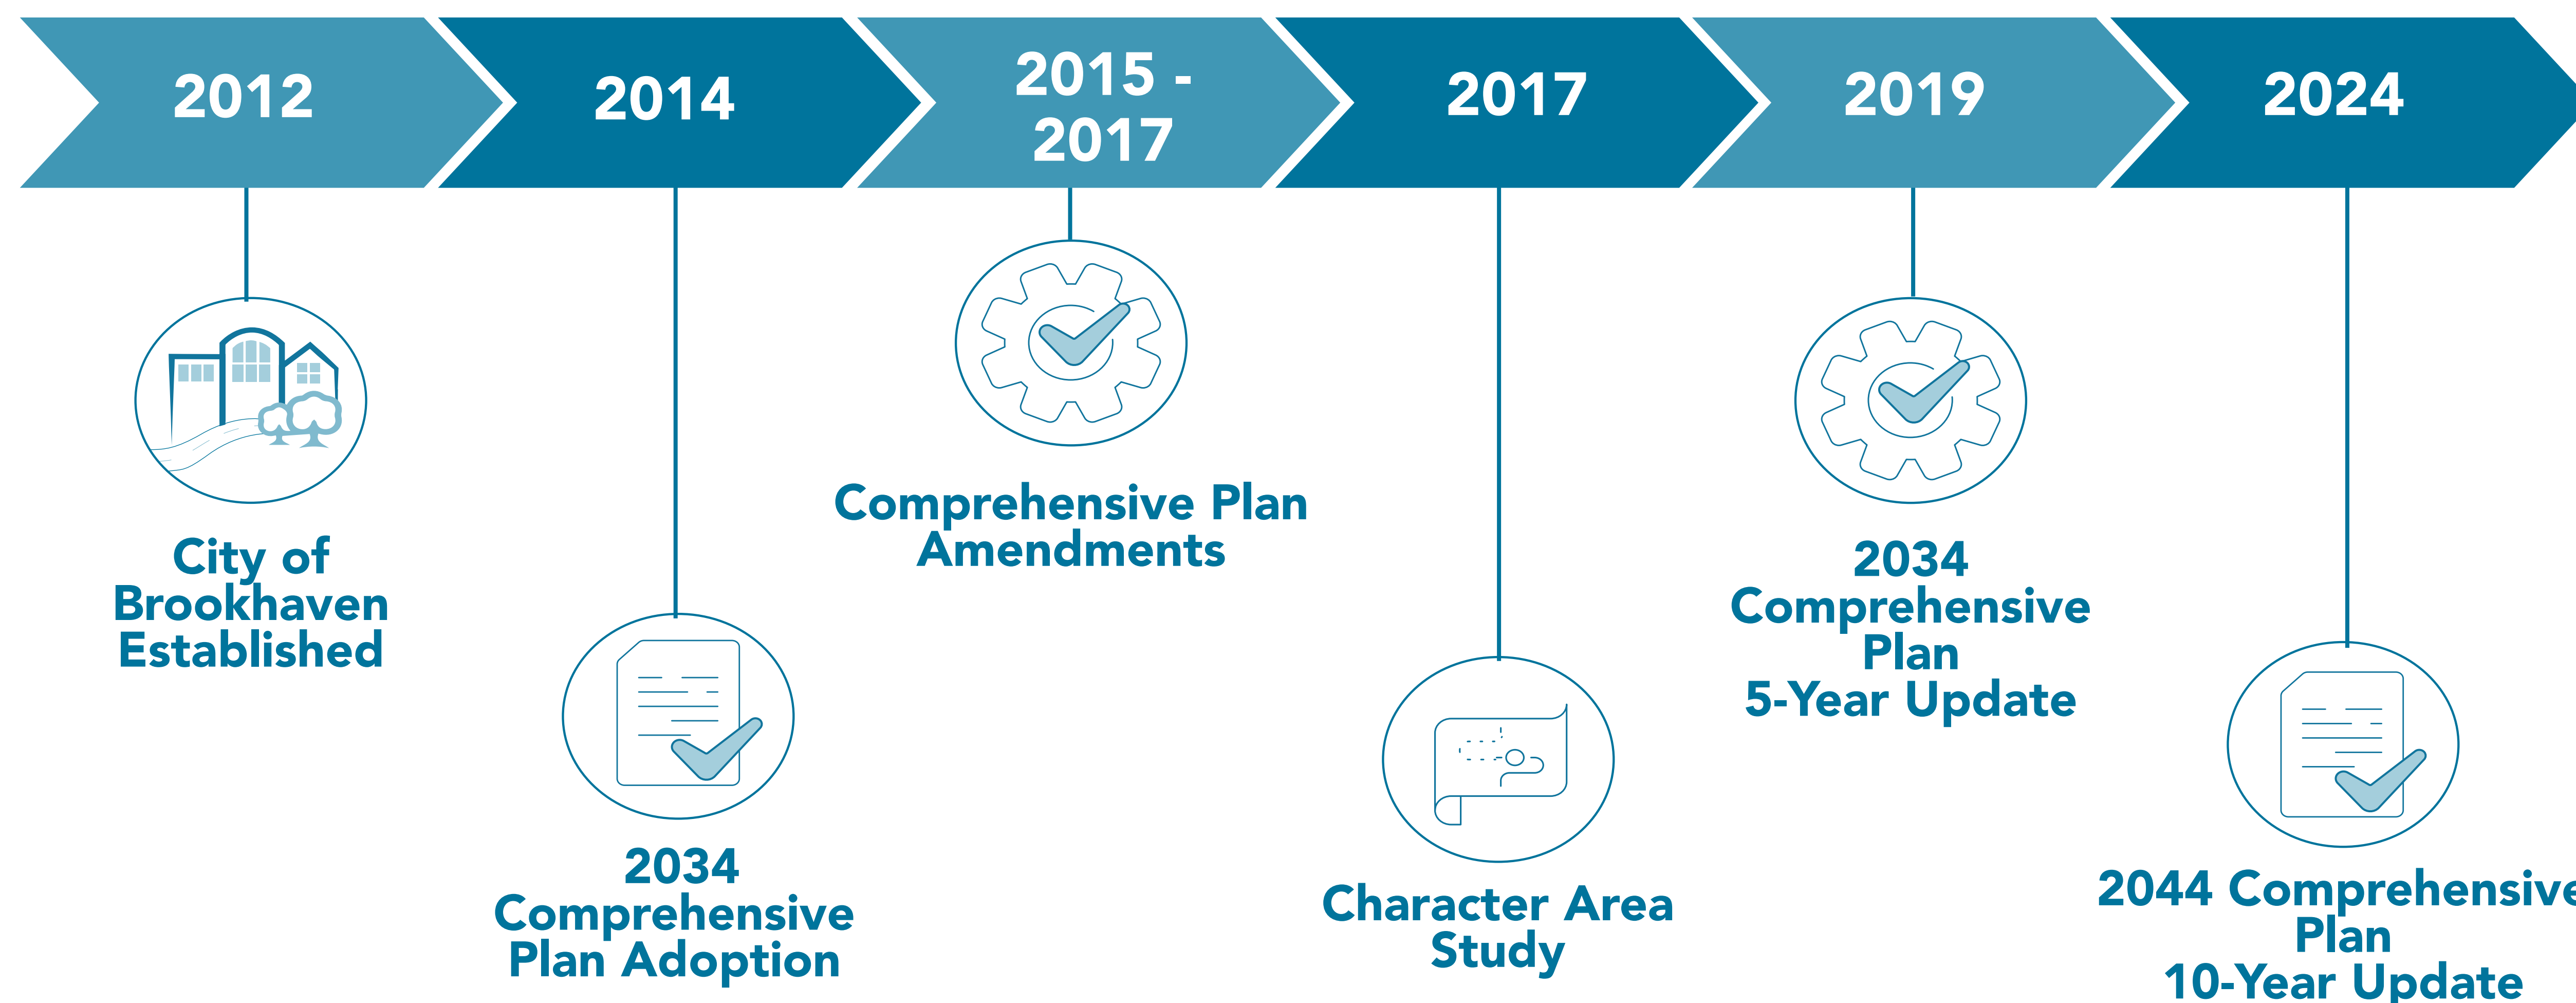 2012
2014
2015 -
2017
2017
2019
2024
City of
Brookhaven
Established
2034
Comprehensive
Plan Adoption
Comprehensive Plan
Amendments
Character Area
Study
2034
Comprehensive
Plan
5-Year Update
2044 Comprehensive
Plan
10-Year Update